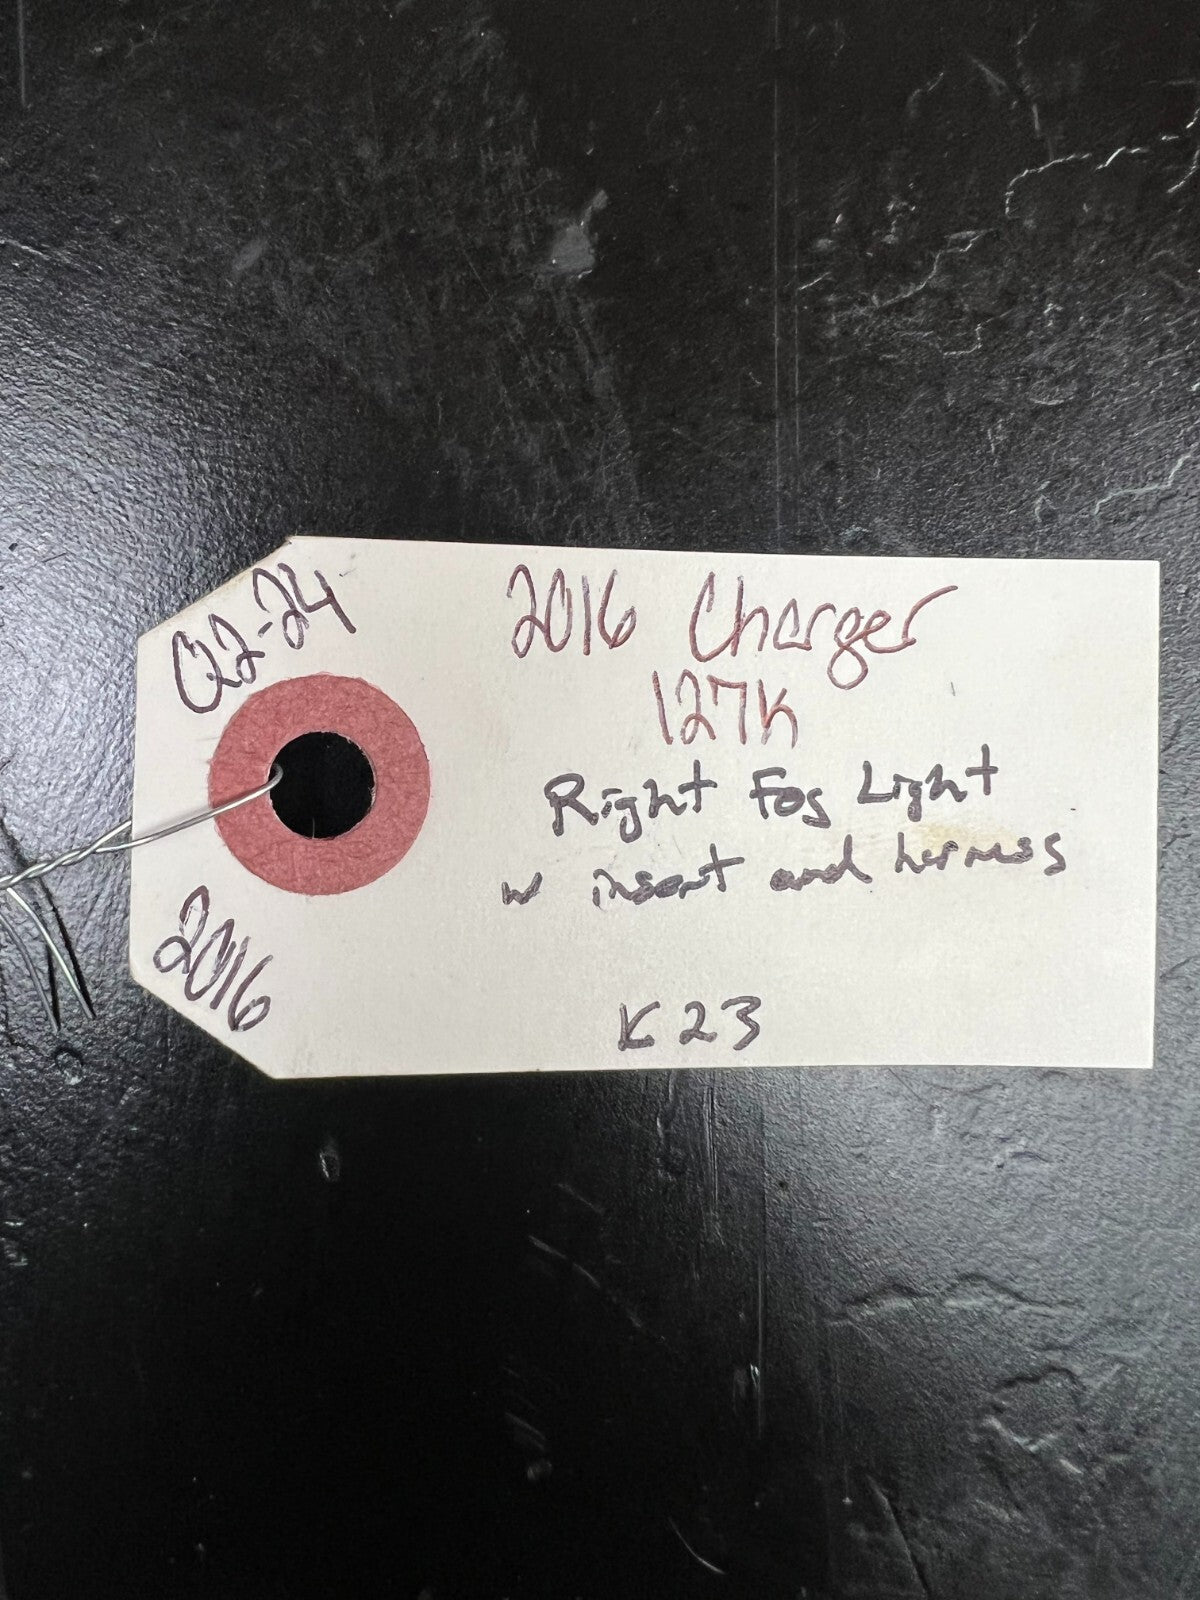 Q2-24
2016 Charger
127K
Right Fog Light
w insert and harness
2016
K23